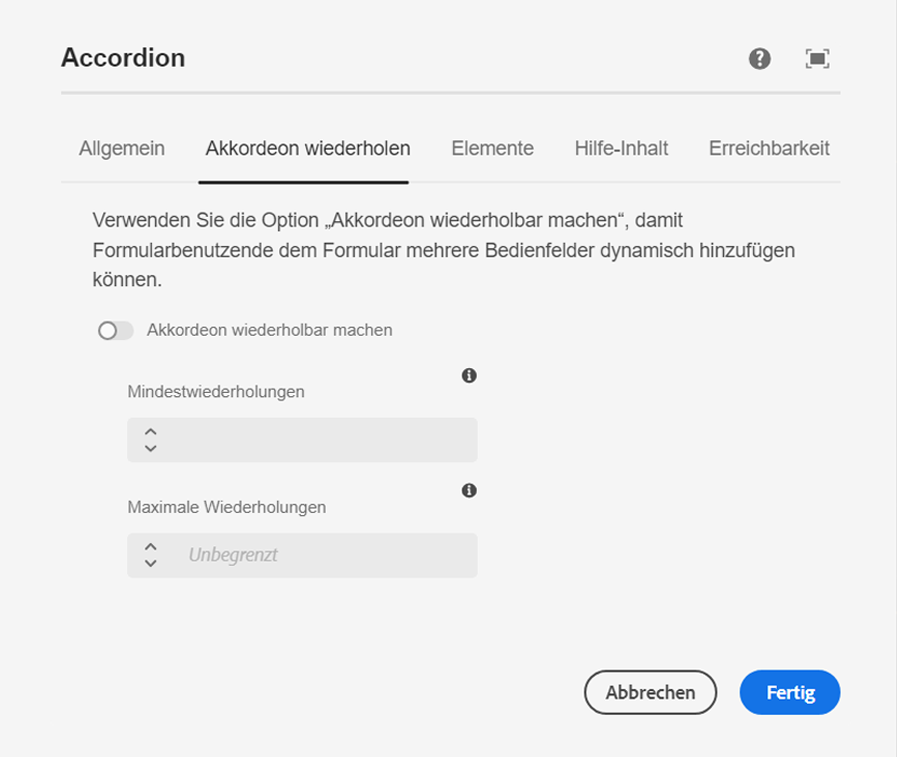 Accordion
Allgemein Akkordeon wiederholen Elemente Hilfe-Inhalt Erreichbarkeit
Verwenden Sie die Option „Akkordeon wiederholbar machen“, damit
Formularbenutzende dem Formular mehrere Bedienfelder dynamisch hinzufügen
können.
Akkordeon wiederholbar machen
Mindestwiederholungen
Maximale Wiederholungen
Unbegrenzt
Abbrechen Fertig